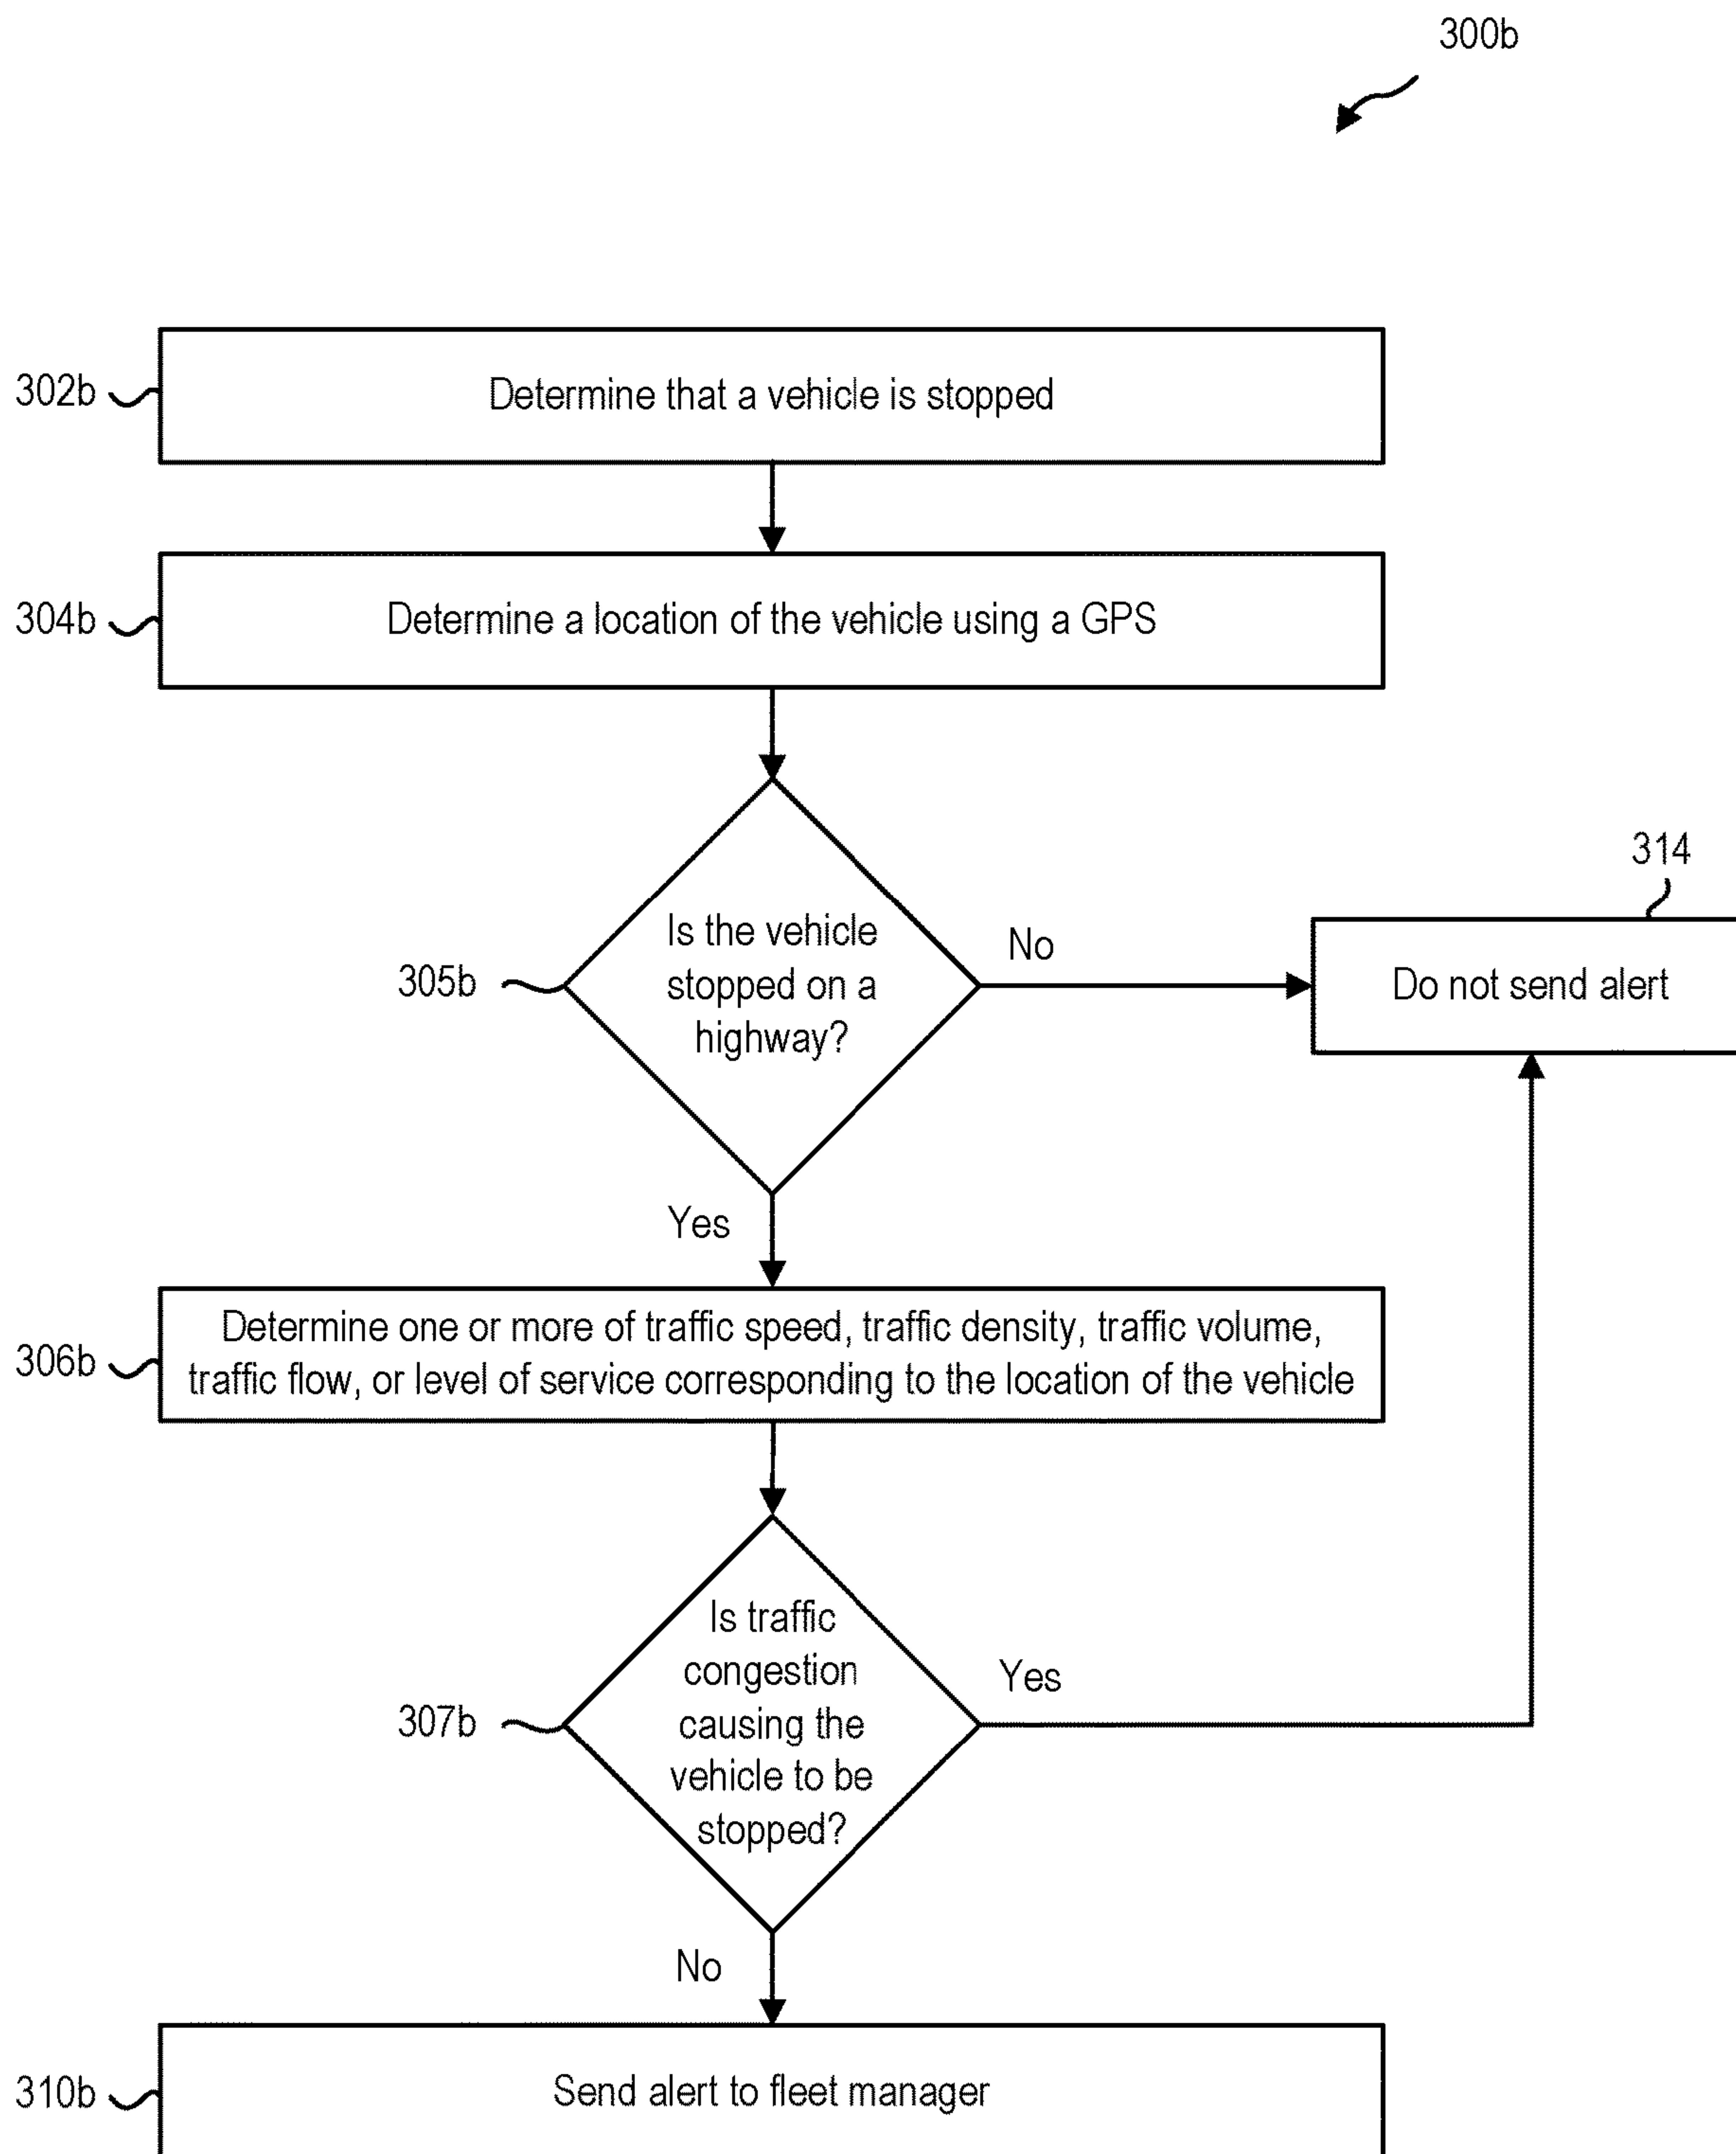 300b
302b
Determine that a vehicle is stopped
304b
Determine a location of the vehicle using a GPS
314
Is the vehicle
stopped on a
highway?
305b
No
Do not send alert
Yes
306b
Determine one or more of traffic speed, traffic density, traffic volume,
traffic flow, or level of service corresponding to the location of the vehicle
Is traffic
congestion
causing the
vehicle to be
stopped?
307b
Yes
No
310b
Send alert to fleet manager